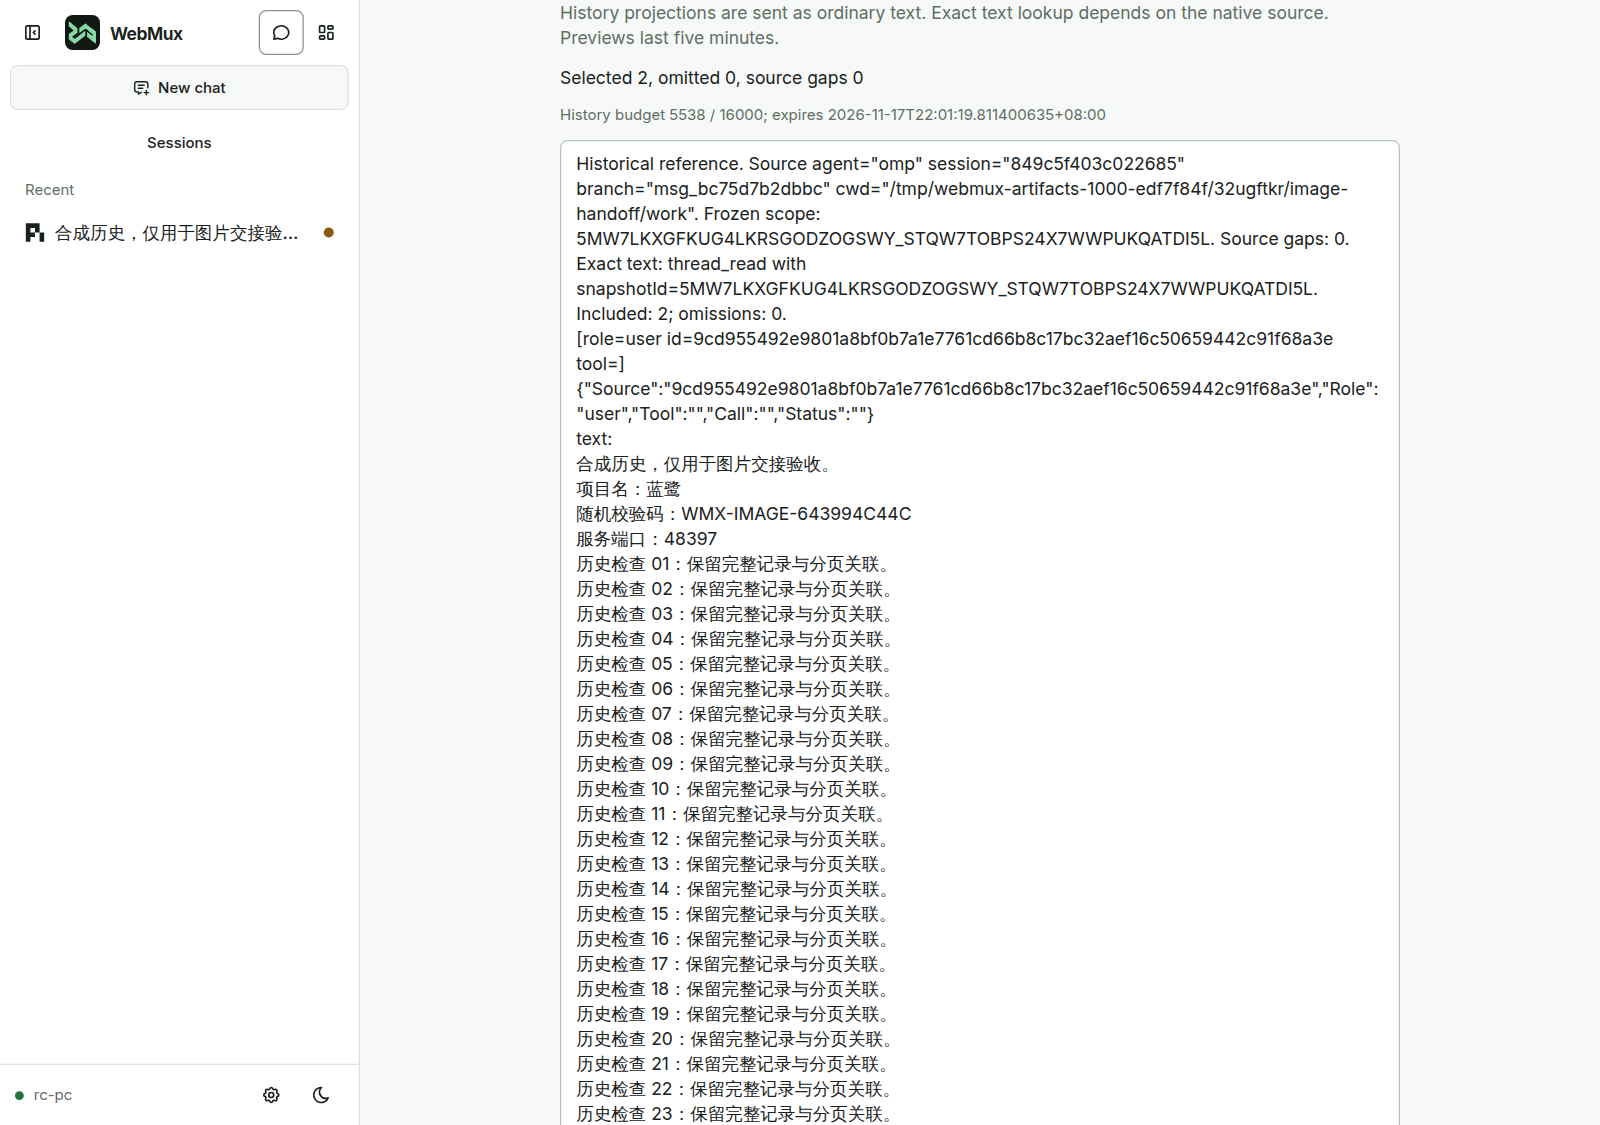 WebMux
New chat
Sessions
Recent
合成历史，仅用于图片交接验...
rc-pc
History projections are sent as ordinary text. Exact text lookup depends on the native source.
Previews last five minutes.
Selected 2, omitted 0, source gaps 0
History budget 5538 / 16000; expires 2026-11-17T22:01:19.811400635+08:00
Historical reference. Source agent="omp" session="849c5f403c022685"
branch="msg_bc75d7b2dbbc" cwd="/tmp/webmux-artifacts-1000-edf7f84f/32ugftkr/image-
handoff/work". Frozen scope:
5MW7LKXGFKUG4LKRSGODZOGSWY_STQW7TOBPS24X7WWPUKQATDI5L. Source gaps: 0.
Exact text: thread_read with
snapshotId=5MW7LKXGFKUG4LKRSGODZOGSWY_STQW7TOBPS24X7WWPUKQATDI5L.
Included: 2; omissions: 0.
[role=user id=9cd955492e9801a8bf0b7a1e7761cd66b8c17bc32aef16c50659442c91f68a3e
tool=]
{"Source":"9cd955492e9801a8bf0b7a1e7761cd66b8c17bc32aef16c50659442c91f68a3e","Role":
"user","Tool":"","Call":"","Status":""}
text:
合成历史，仅用于图片交接验收。
项目名：蓝鹭
随机校验码：WMX-IMAGE-643994C44C
服务端口：48397
历史检查 01：保留完整记录与分页关联。
历史检查 02：保留完整记录与分页关联。
历史检查 03：保留完整记录与分页关联。
历史检查 04：保留完整记录与分页关联。
历史检查 05：保留完整记录与分页关联。
历史检查 06：保留完整记录与分页关联。
历史检查 07：保留完整记录与分页关联。
历史检查 08：保留完整记录与分页关联。
历史检查 09：保留完整记录与分页关联。
历史检查 10：保留完整记录与分页关联。
历史检查 11：保留完整记录与分页关联。
历史检查 12：保留完整记录与分页关联。
历史检查 13：保留完整记录与分页关联。
历史检查 14：保留完整记录与分页关联。
历史检查 15：保留完整记录与分页关联。
历史检查 16：保留完整记录与分页关联。
历史检查 17：保留完整记录与分页关联。
历史检查 18：保留完整记录与分页关联。
历史检查 19：保留完整记录与分页关联。
历史检查 20：保留完整记录与分页关联。
历史检查 21：保留完整记录与分页关联。
历史检查 22：保留完整记录与分页关联。
历史检查 23：保留完整记录与分页关联。